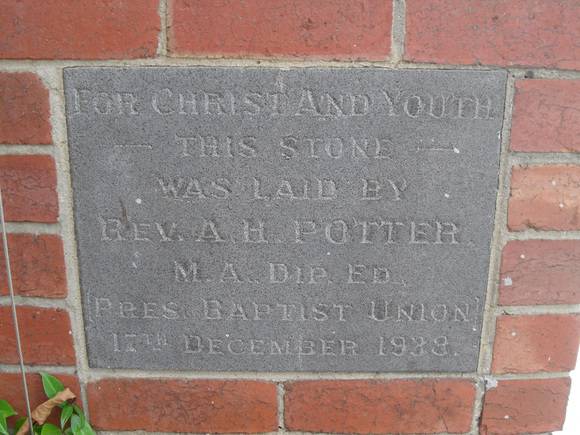 FOR CHRIST AND YOUTH
— THIS STONE —
WAS LAID BY
REV. A. H. POTTER.
M.A. DIP. ED.,
(PRES. BAPTIST UNION)
17TH DECEMBER 1938.